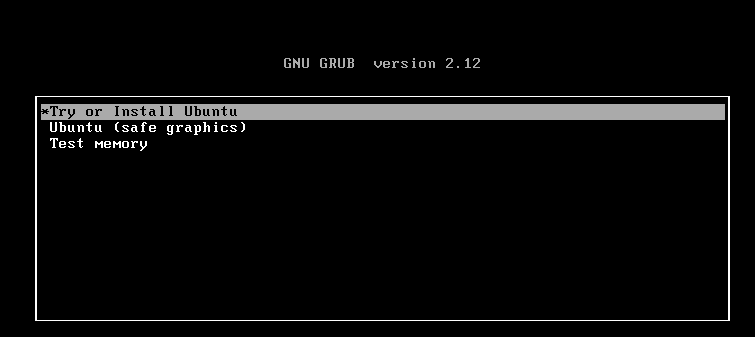 GNU GRUB  version 2.12
*Try or Install Ubuntu
Ubuntu (safe graphics)
Test memory